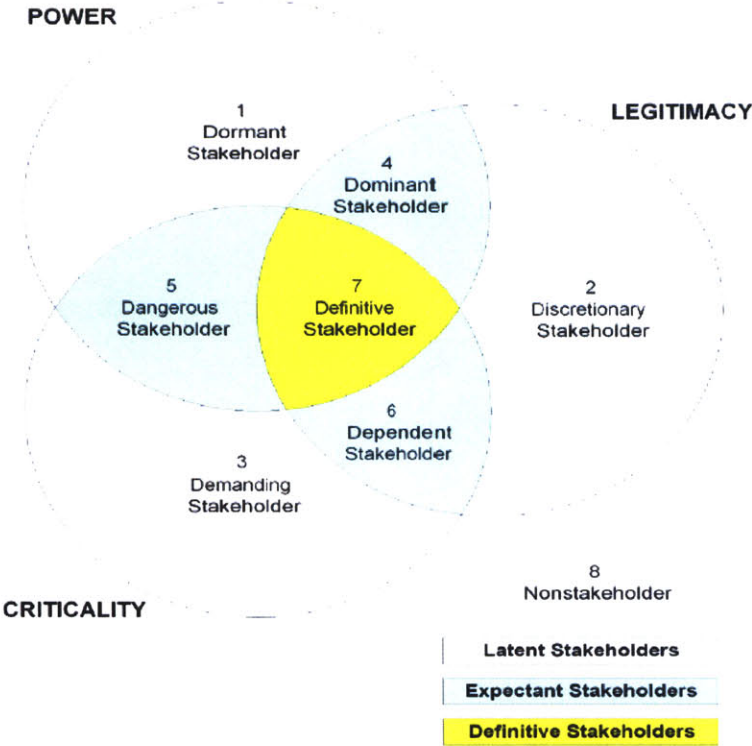 POWER
LEGITIMACY
1
Dormant
Stakeholder
4
Dominant
Stakeholder
5
Dangerous
Stakeholder
7
Definitive
Stakeholder
2
Discretionary
Stakeholder
6
Dependent
Stakeholder
3
Demanding
Stakeholder
8
Nonstakeholder
CRITICALITY
Latent Stakeholders
Expectant Stakeholders
Definitive Stakeholders